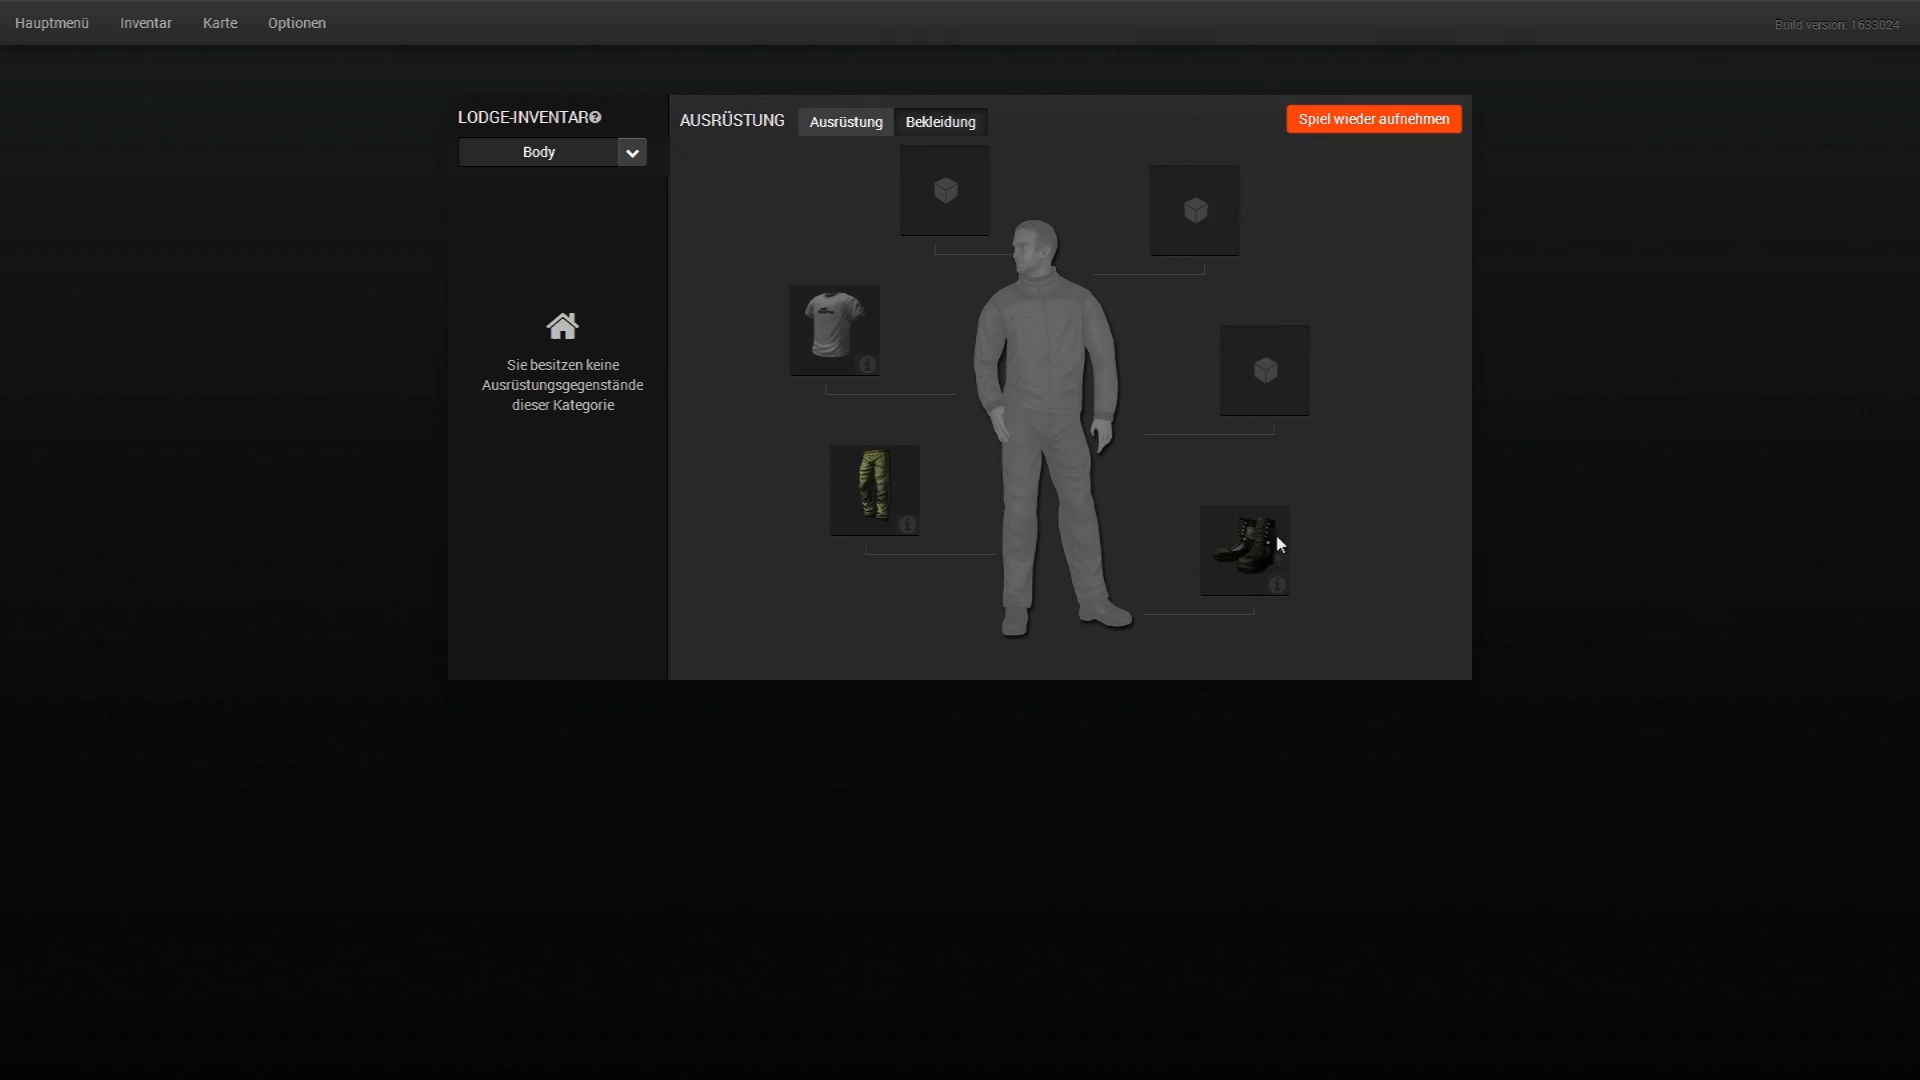 Hauptmenü Inventar Karte Optionen Build version: 1633024
LODGE-INVENTAR
Body
Sie besitzen keine
Ausrüstungsgegenstände
dieser Kategorie
AUSRÜSTUNG Ausrüstung Bekleidung Spiel wieder aufnehmen